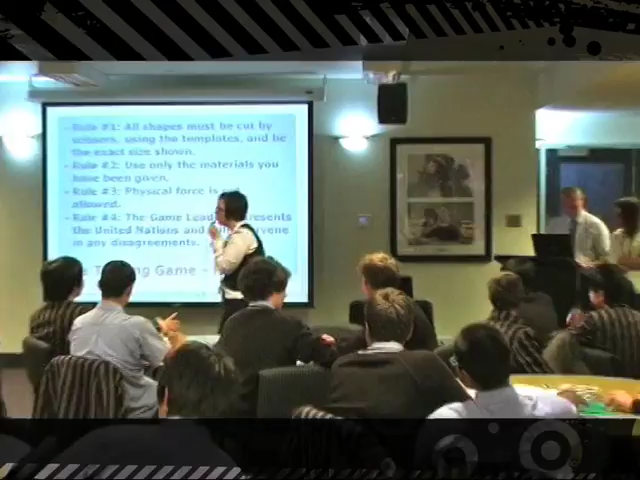 - Rule #1: All shapes must be cut by
scissors, using the templates, and be
the exact size shown.
- Rule #2: Use only the materials you
have been given.
- Rule #3: Physical force is
allowed.
- Rule #4: The Game
the United Nations and
in any disagreements.
Game -